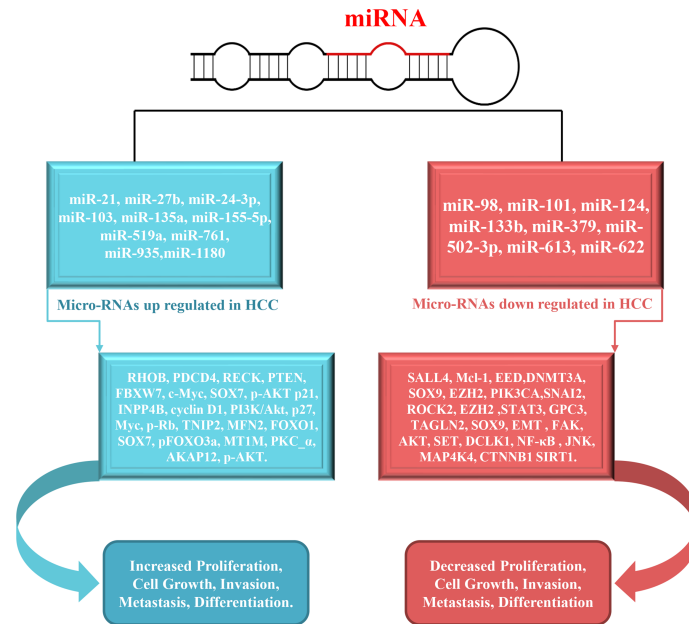 miRNA
miR-21, miR-27b, miR-24-3p,
miR-103, miR-135a, miR-155-5p,
miR-519a, miR-761,
miR-935,miR-1180
miR-98, miR-101, miR-124,
miR-133b, miR-379, miR-
502-3p, miR-613, miR-622
Micro-RNAs up regulated in HCC
Micro-RNAs down regulated in HCC
RHOB, PDCD4, RECK, PTEN,
FBXW7, c-Myc, SOX7, p-AKT p21,
INPP4B, cyclin D1, PI3K/Akt, p27,
Myc, p-Rb, TNIP2, MFN2, FOXO1,
SOX7, pFOXO3a, MT1M, PKC_α,
AKAP12, p-AKT.
SALL4, Mcl-1, EED,DNMT3A,
SOX9, EZH2, PIK3CA,SNAI2,
ROCK2, EZH2 ,STAT3, GPC3,
TAGLN2, SOX9, EMT , FAK,
AKT, SET, DCLK1, NF-κB , JNK,
MAP4K4, CTNNB1 SIRT1.
Increased Proliferation,
Cell Growth, Invasion,
Metastasis, Differentiation.
Decreased Proliferation,
Cell Growth, Invasion,
Metastasis, Differentiation